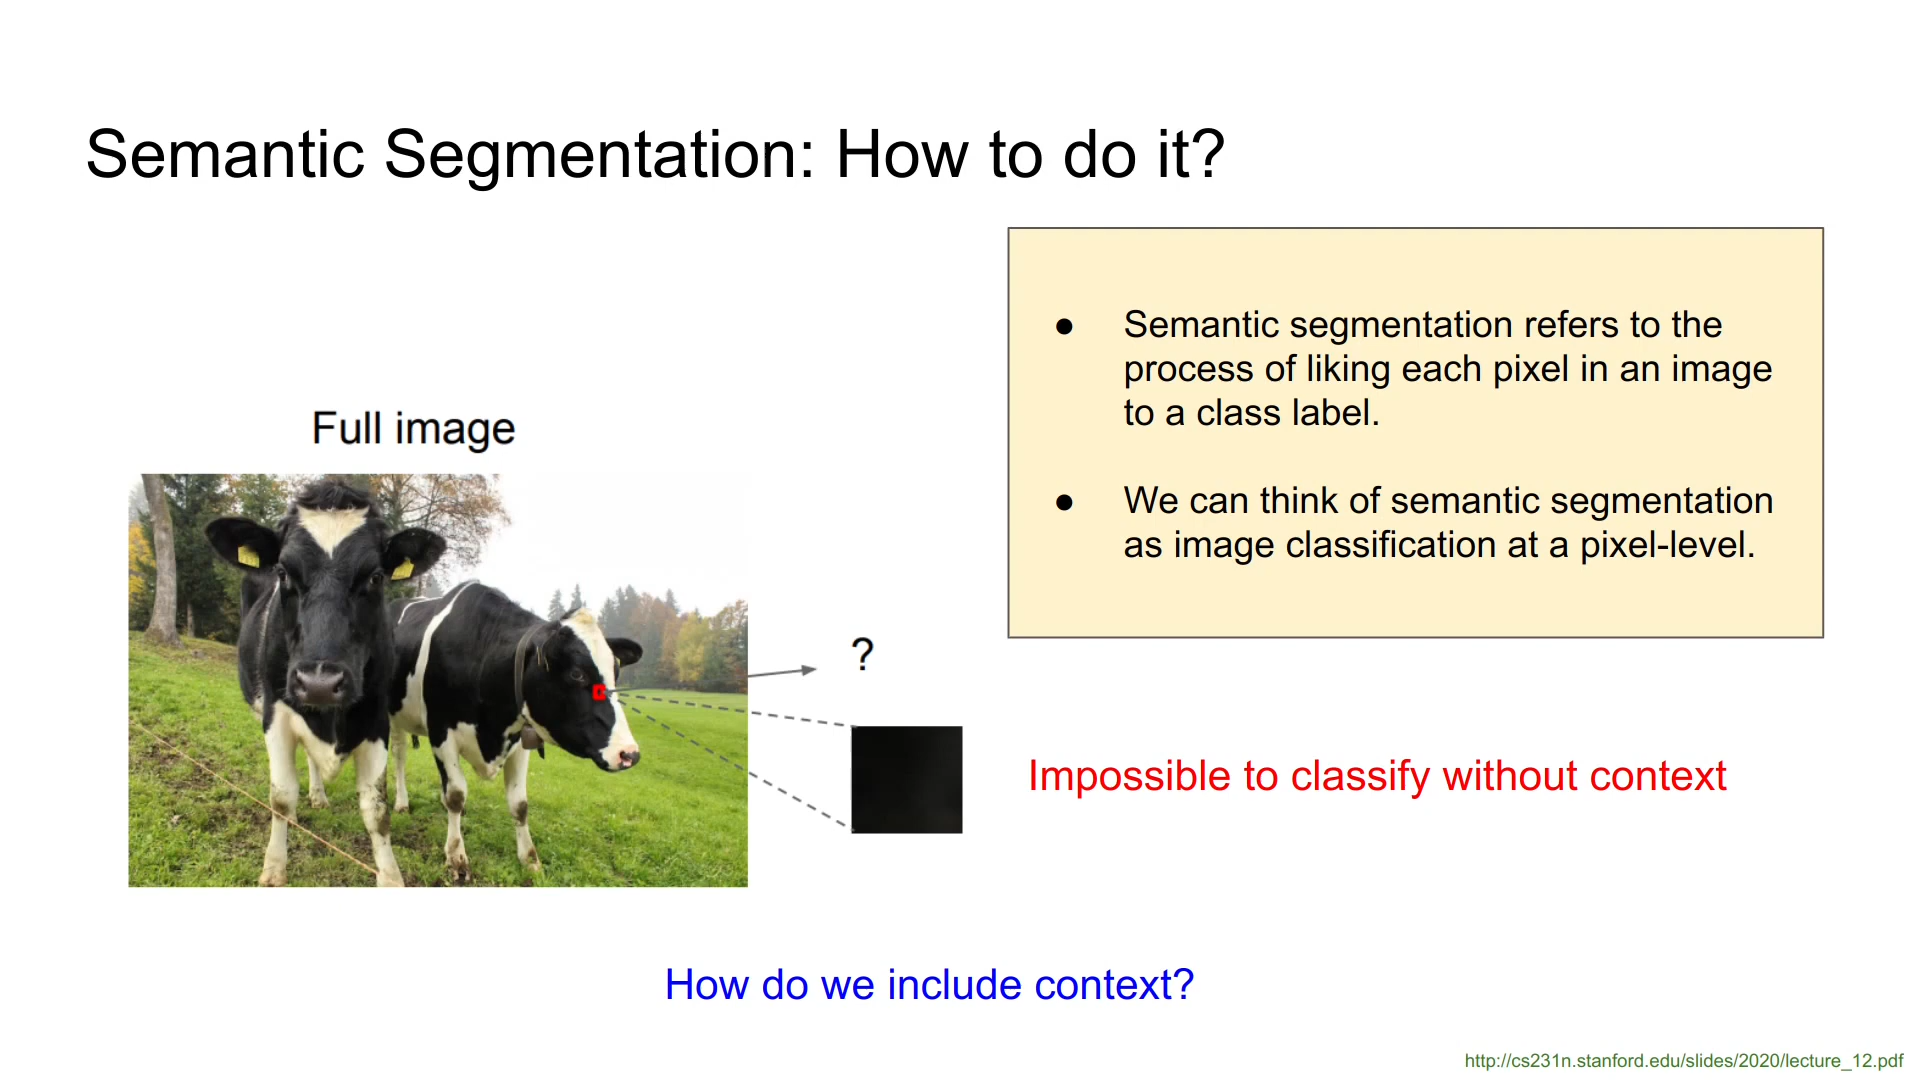 Semantic Segmentation: How to do it?
● Semantic segmentation refers to the
process of liking each pixel in an image
to a class label.
● We can think of semantic segmentation
as image classification at a pixel-level.
Full image
?
Impossible to classify without context
How do we include context?
http://cs231n.stanford.edu/slides/2020/lecture_12.pdf